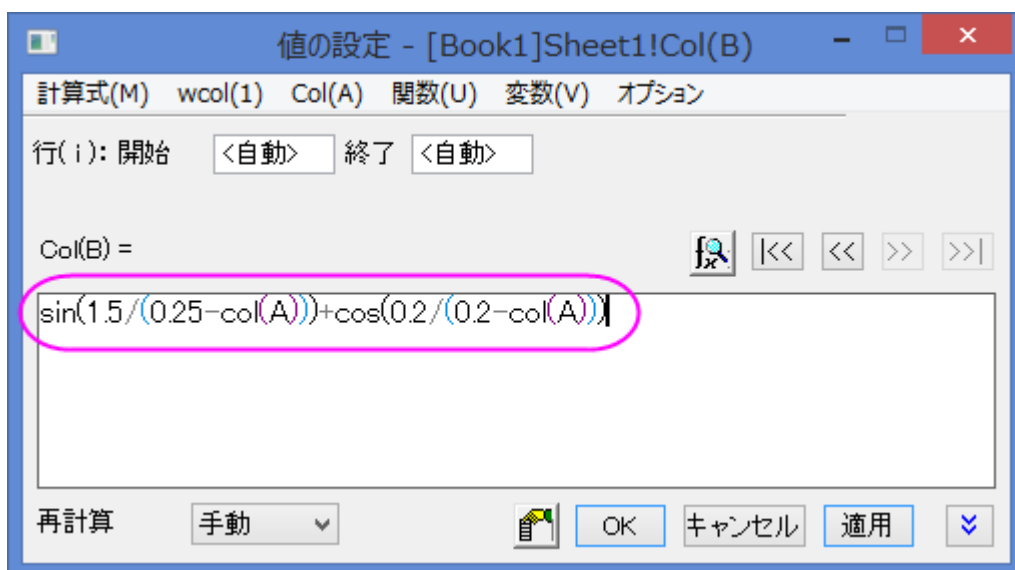 値の設定 - [Book1]Sheet1!Col(B)
計算式(M) wcol(1) Col(A) 関数(U) 変数(V) オプション
行(i): 開始 <自動> 終了 <自動>
Col(B) =
|<< << >> >>|
sin(1.5/(0.25-col(A)))+cos(0.2/(0.2-col(A)))
再計算 手動 OK キャンセル 適用